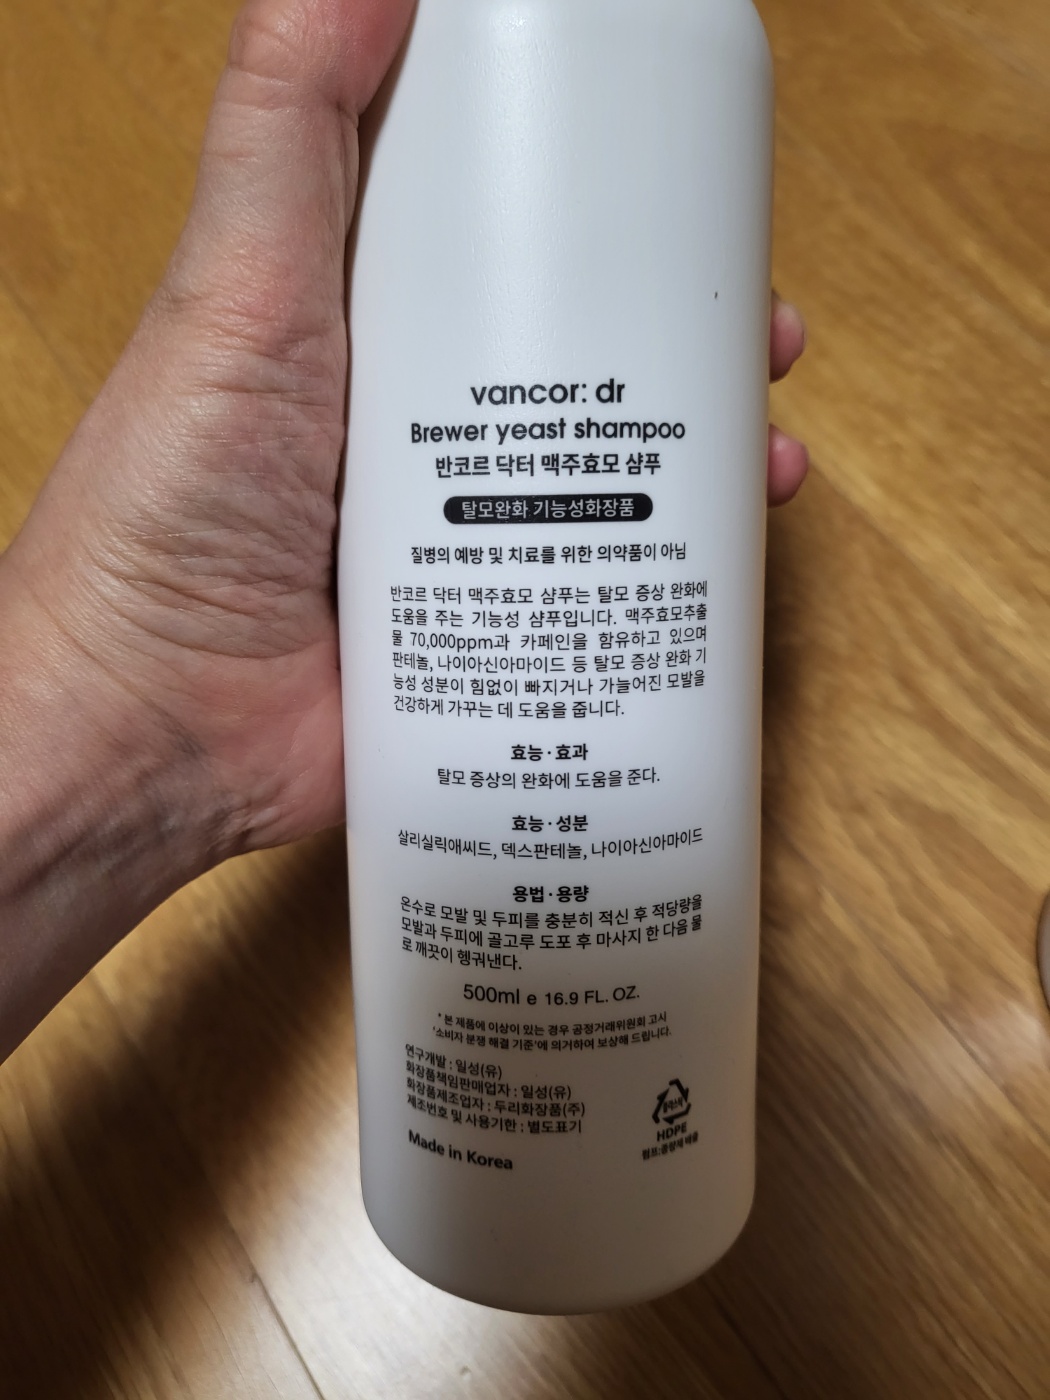 vancor: dr
Brewer yeast shampoo
반코르 닥터 맥주효모 샴푸
탈모완화 기능성화장품
질병의 예방 및 치료를 위한 의약품이 아님
반코르 닥터 맥주효모 샴푸는 탈모 증상 완화에
도움을 주는 기능성 샴푸입니다. 맥주효모추출
물 70,000ppm과 카페인을 함유하고 있으며
판테놀, 나이아신아마이드 등 탈모 증상 완화 기
능성 성분이 힘없이 빠지거나 가늘어진 모발을
건강하게 가꾸는 데 도움을 줍니다.
효능·효과
탈모 증상의 완화에 도움을 준다.
효능·성분
살리실릭애씨드, 덱스판테놀, 나이아신아마이드
용법·용량
온수로 모발 및 두피를 충분히 적신 후 적당량을
모발과 두피에 골고루 도포 후 마사지 한 다음 물
로 깨끗이 헹궈낸다.
500ml e 16.9 FL. OZ.
* 본 제품에 이상이 있는 경우 공정거래위원회 고시
'소비자 분쟁 해결 기준'에 의거하여 보상해 드립니다.
연구개발 : 일성(유)
화장품책임판매업자 : 일성(유)
화장품제조업자 : 두리화장품(주)
제조번호 및 사용기한 : 별도표기
Made in Korea
플라스틱
HDPE
펌프:종량제 배출